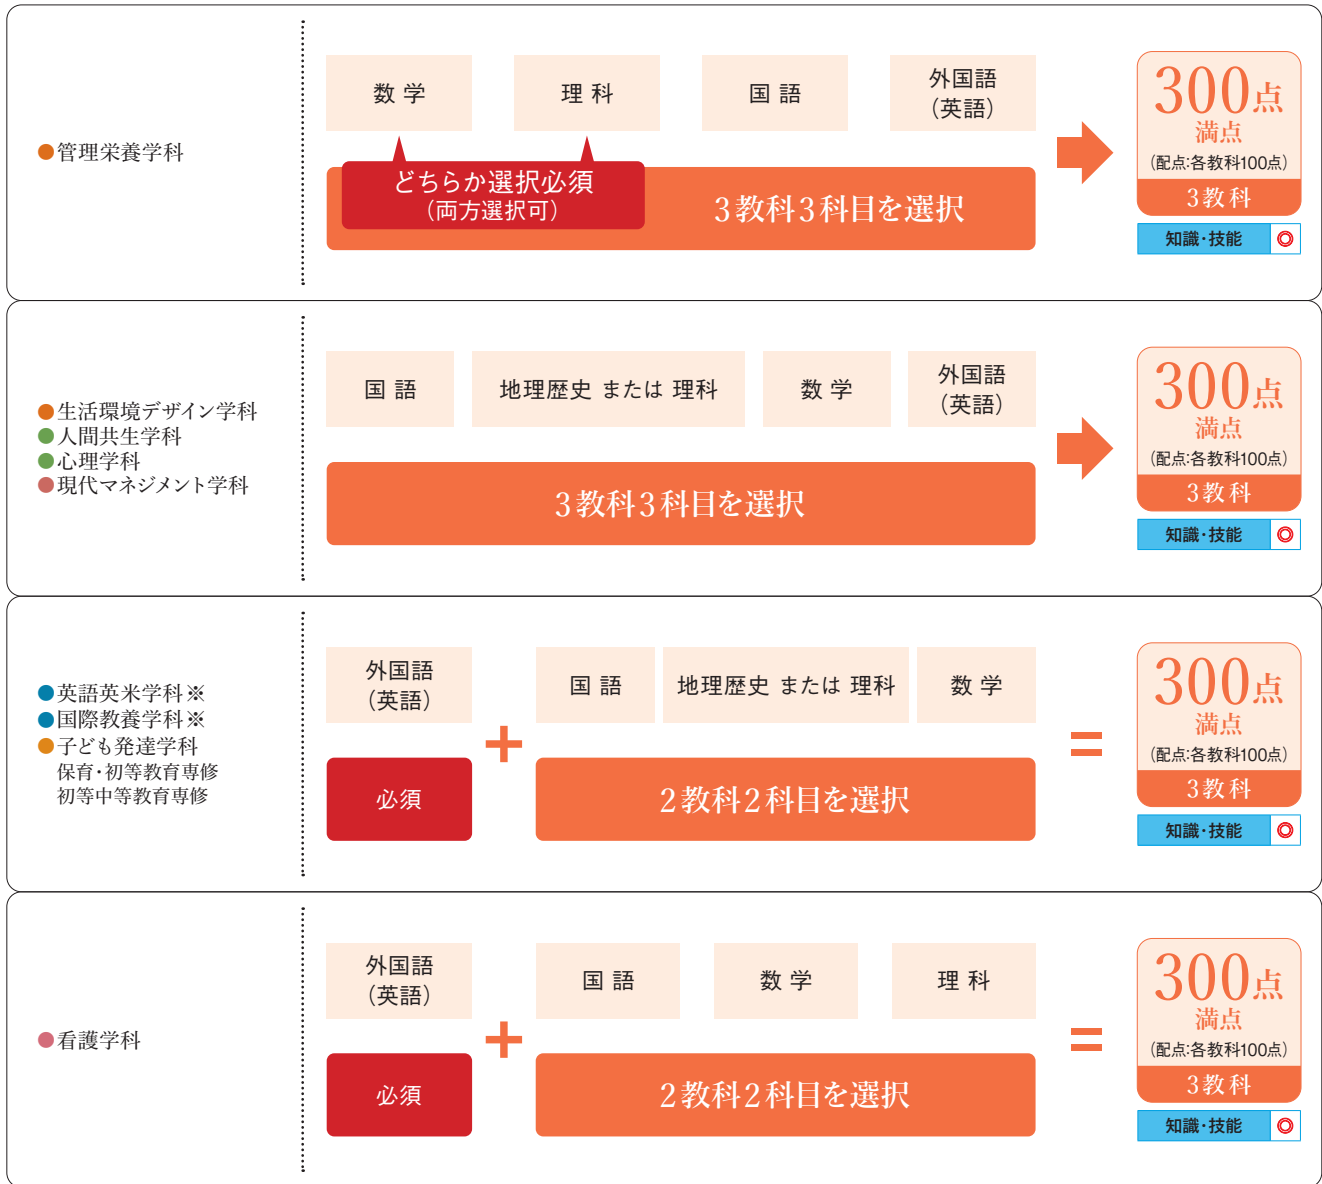 ●管理栄養学科
数学
理科
国語
外国語
（英語）
どちらか選択必須
（両方選択可）
3教科3科目を選択
300点
満点
（配点:各教科100点）
3教科
知識・技能 ◎
●生活環境デザイン学科
●人間共生学科
●心理学科
●現代マネジメント学科
国語
地理歴史 または 理科
数学
外国語
（英語）
3教科3科目を選択
300点
満点
（配点:各教科100点）
3教科
知識・技能 ◎
●英語英米学科※
●国際教養学科※
●子ども発達学科
保育・初等教育専修
初等中等教育専修
外国語
（英語）
必須
+
国語
地理歴史 または 理科
数学
2教科2科目を選択
=
300点
満点
（配点:各教科100点）
3教科
知識・技能 ◎
●看護学科
外国語
（英語）
必須
+
国語
数学
理科
2教科2科目を選択
=
300点
満点
（配点:各教科100点）
3教科
知識・技能 ◎